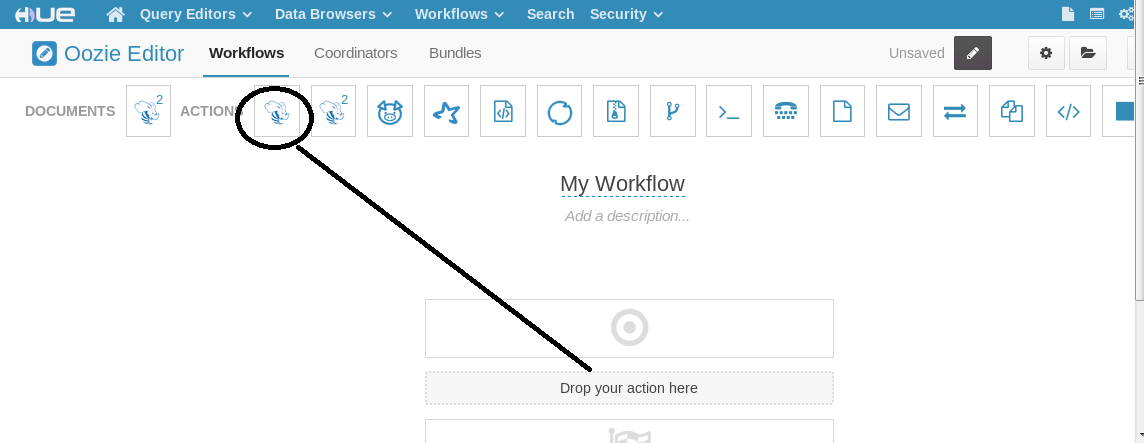 HUE Query Editors Data Browsers Workflows Search Security
Oozie Editor Workflows Coordinators Bundles Unsaved
DOCUMENTS 2 ACTIONS 2
My Workflow
Add a description...
Drop your action here